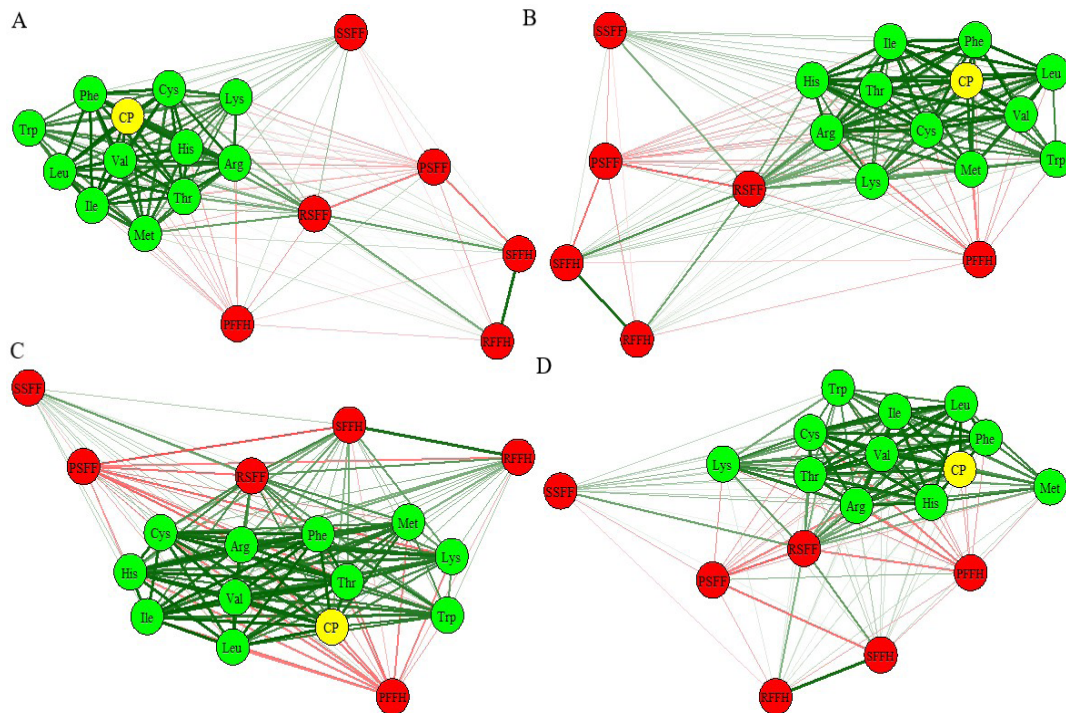 A
SSFF
Phe
Cys
Lys
CP
Trp
His
Val
Arg
Leu
PSFF
Ile
Thr
RSFF
Met
SFFH
PFFH
RFFH
B
SSFF
Ile
Phe
Leu
His
Thr
CP
Val
Arg
Cys
PSFF
Trp
Met
Lys
RSFF
SFFH
PFFH
RFFH
C
SSFF
SFFH
RFFH
PSFF
RSFF
Cys
Met
Phe
Arg
Lys
His
Thr
Val
Ile
Trp
CP
Leu
PFFH
D
Trp
Leu
Ile
Cys
Phe
Val
Lys
CP
Thr
Met
SSFF
His
Arg
RSFF
PSFF
PFFH
SFFH
RFFH